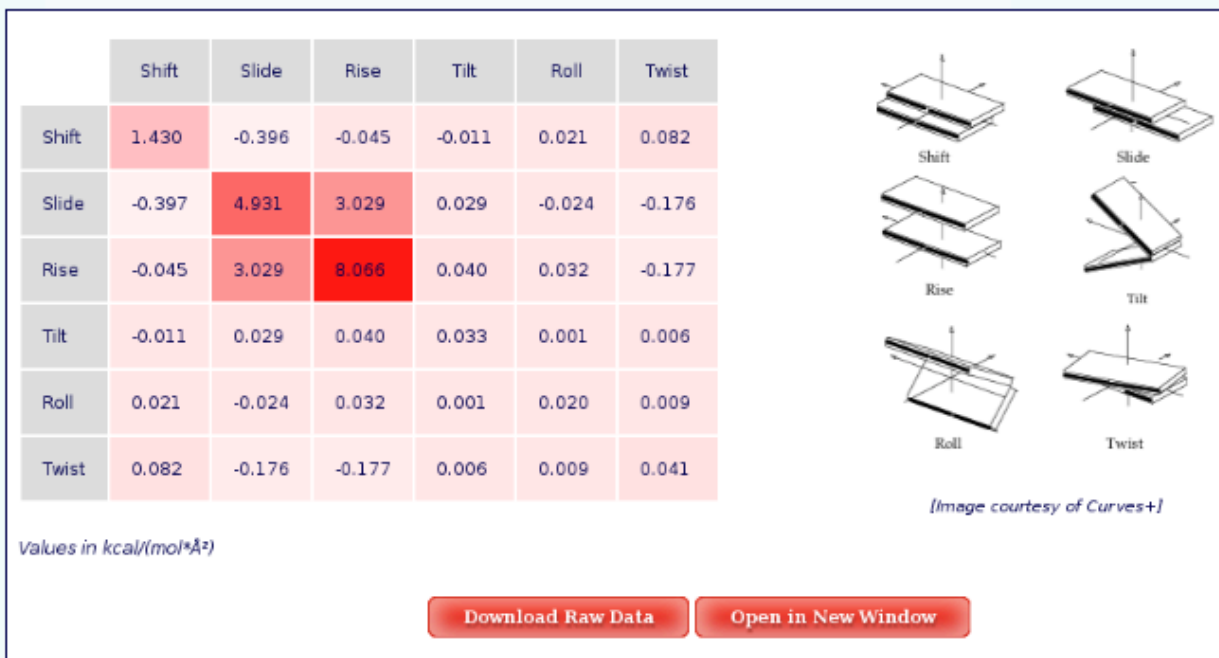 Shift Slide Rise Tilt Roll Twist
Shift 1.430 -0.396 -0.045 -0.011 0.021 0.082
Slide -0.397 4.931 3.029 0.029 -0.024 -0.176
Rise -0.045 3.029 8.066 0.040 0.032 -0.177
Tilt -0.011 0.029 0.040 0.033 0.001 0.006
Roll 0.021 -0.024 0.032 0.001 0.020 0.009
Twist 0.082 -0.176 -0.177 0.006 0.009 0.041
Values in kcal/(mol*Å²)
Shift Slide
Rise Tilt
Roll Twist
[Image courtesy of Curves+]
Download Raw Data Open in New Window